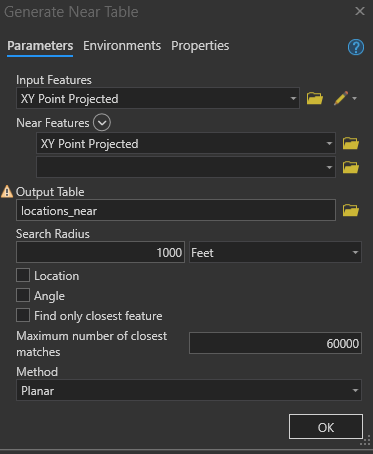 Generate Near Table
Parameters Environments Properties
Input Features
XY Point Projected
Near Features
XY Point Projected
Output Table
locations_near
Search Radius
1000 Feet
Location
Angle
Find only closest feature
Maximum number of closest
matches
60000
Method
Planar
OK